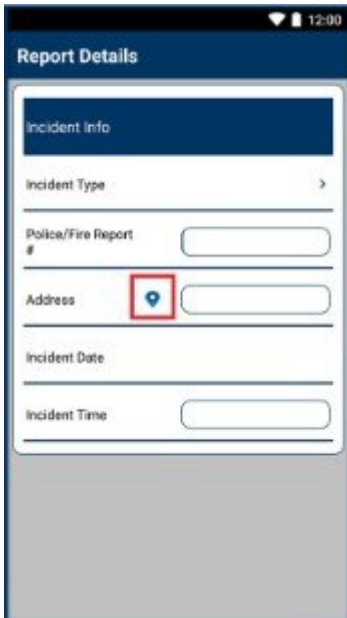 12:00
Report Details
Incident Info
Incident Type
Police/Fire Report
#
Address
Incident Date
Incident Time